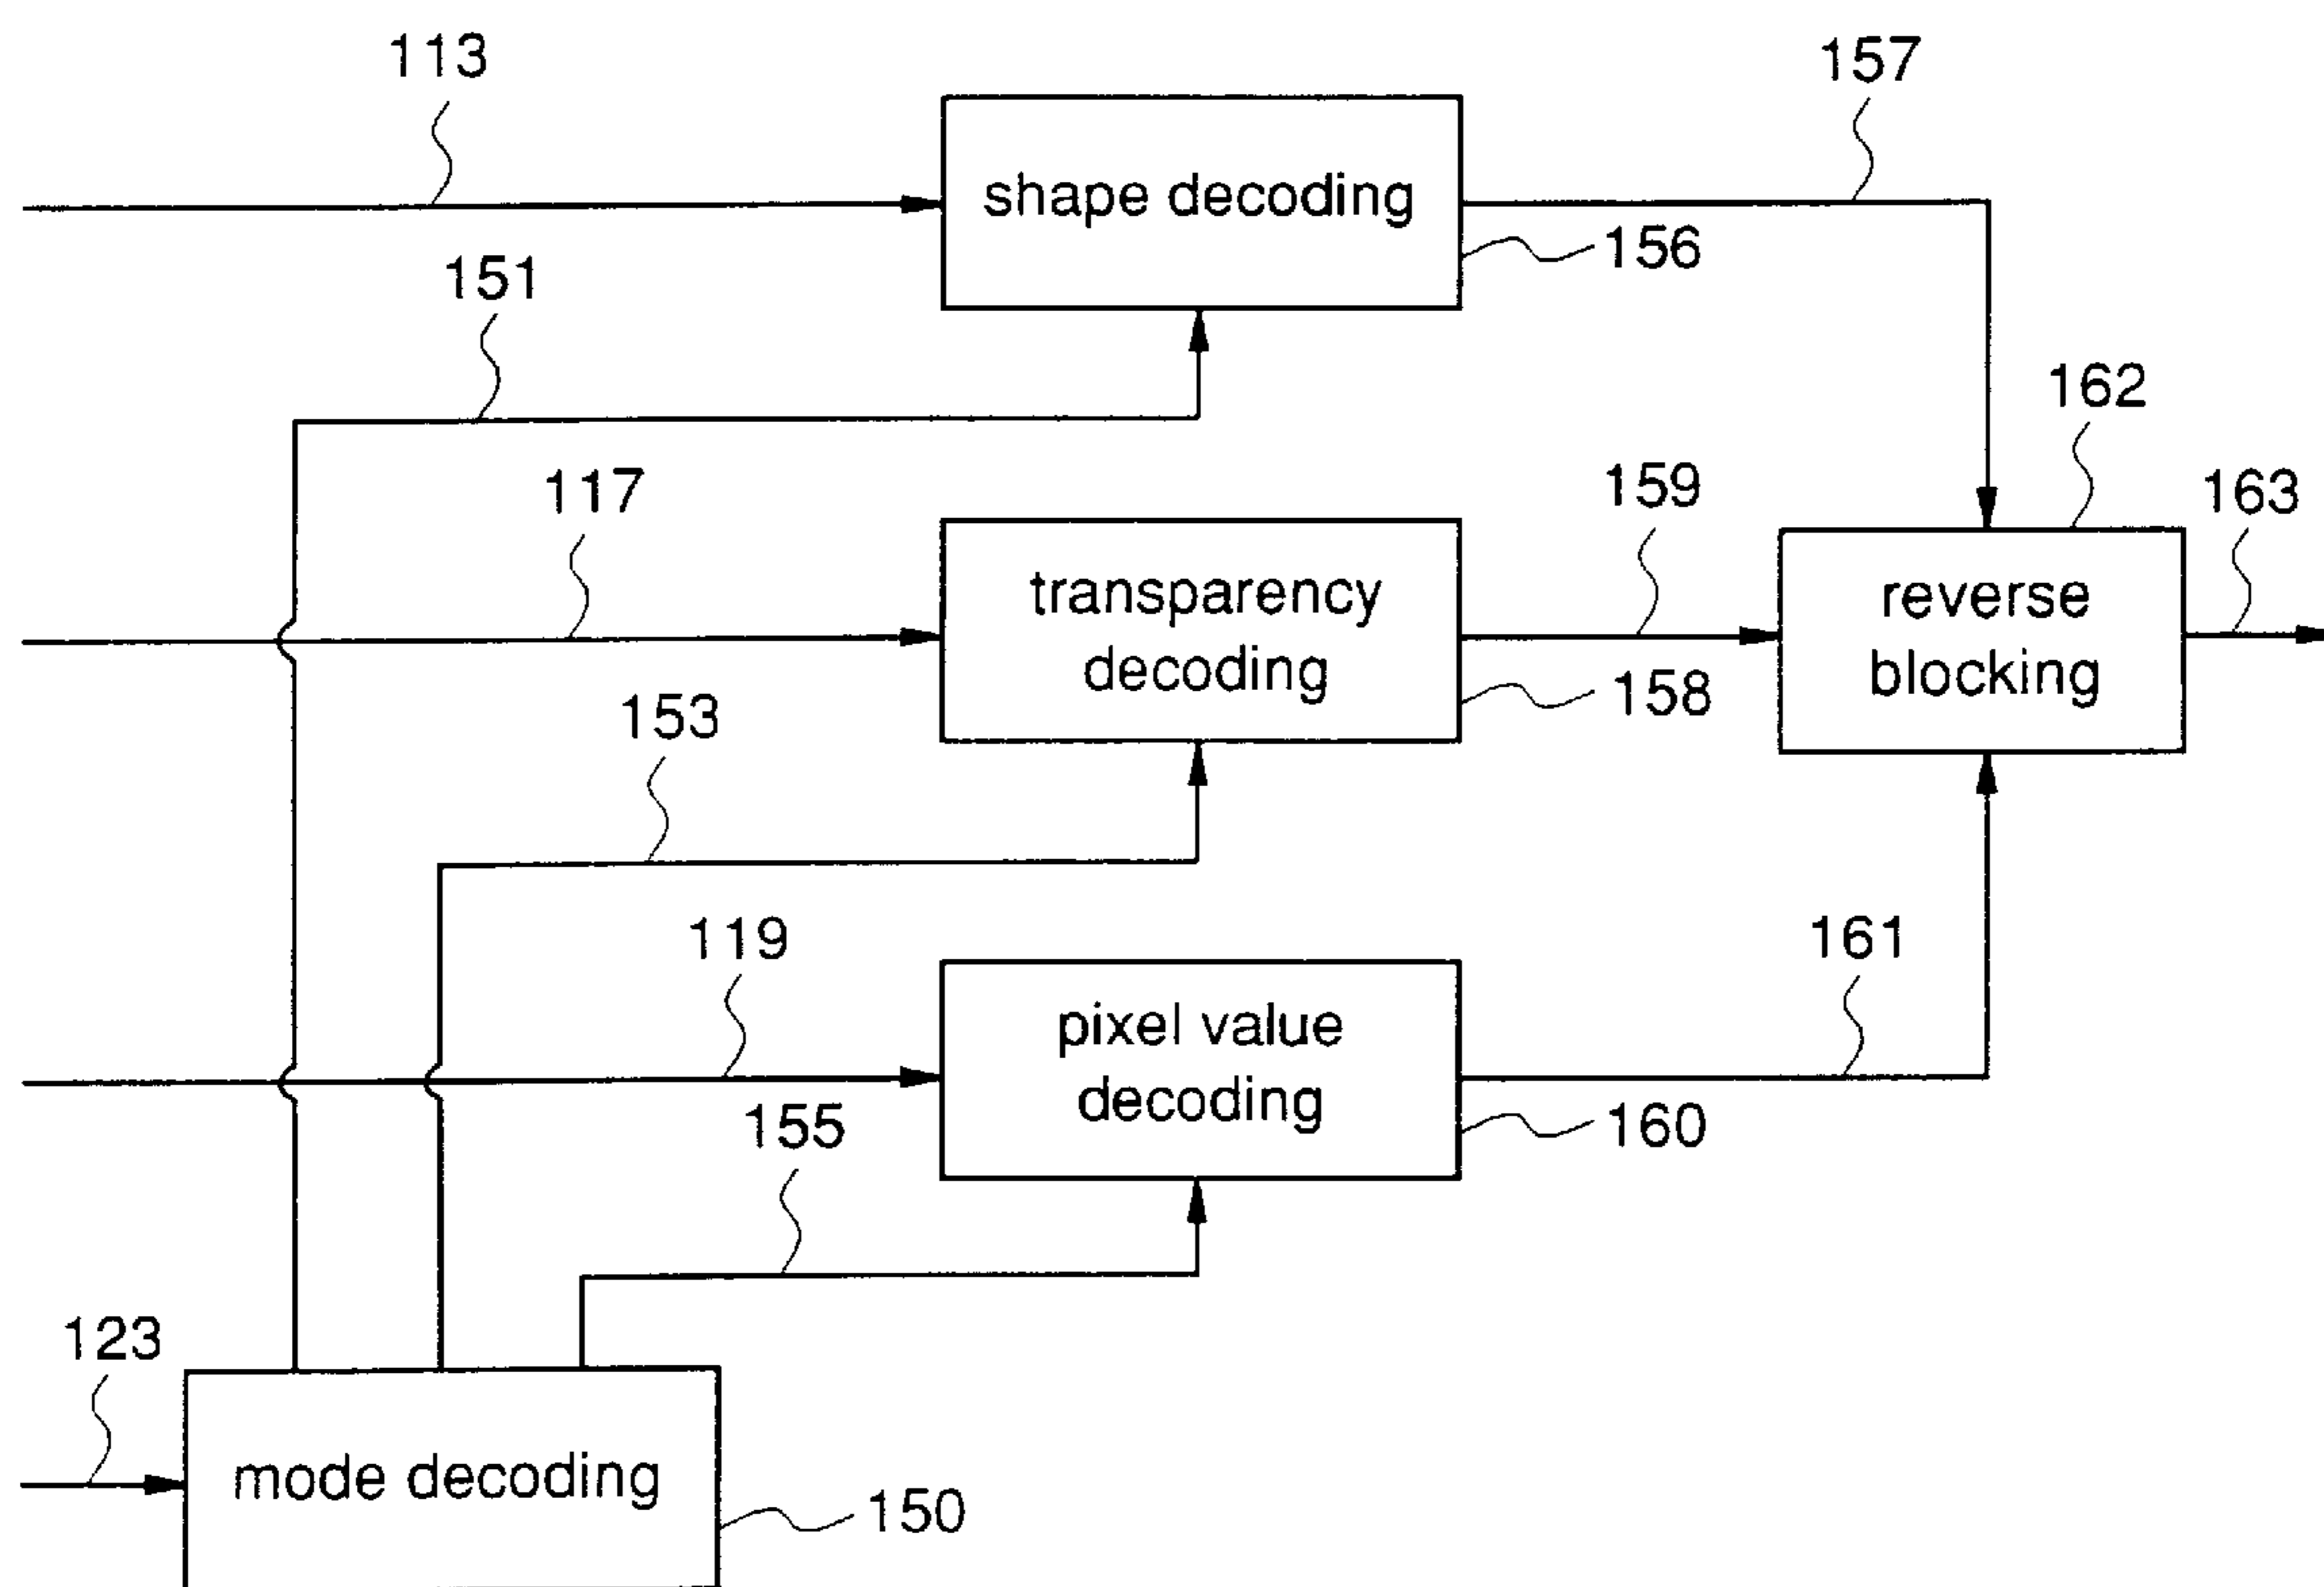 113
157
shape decoding
156
151
162
117
159
163
transparency
decoding
reverse
blocking
158
153
119
161
pixel value
decoding
155
160
123
mode decoding
150